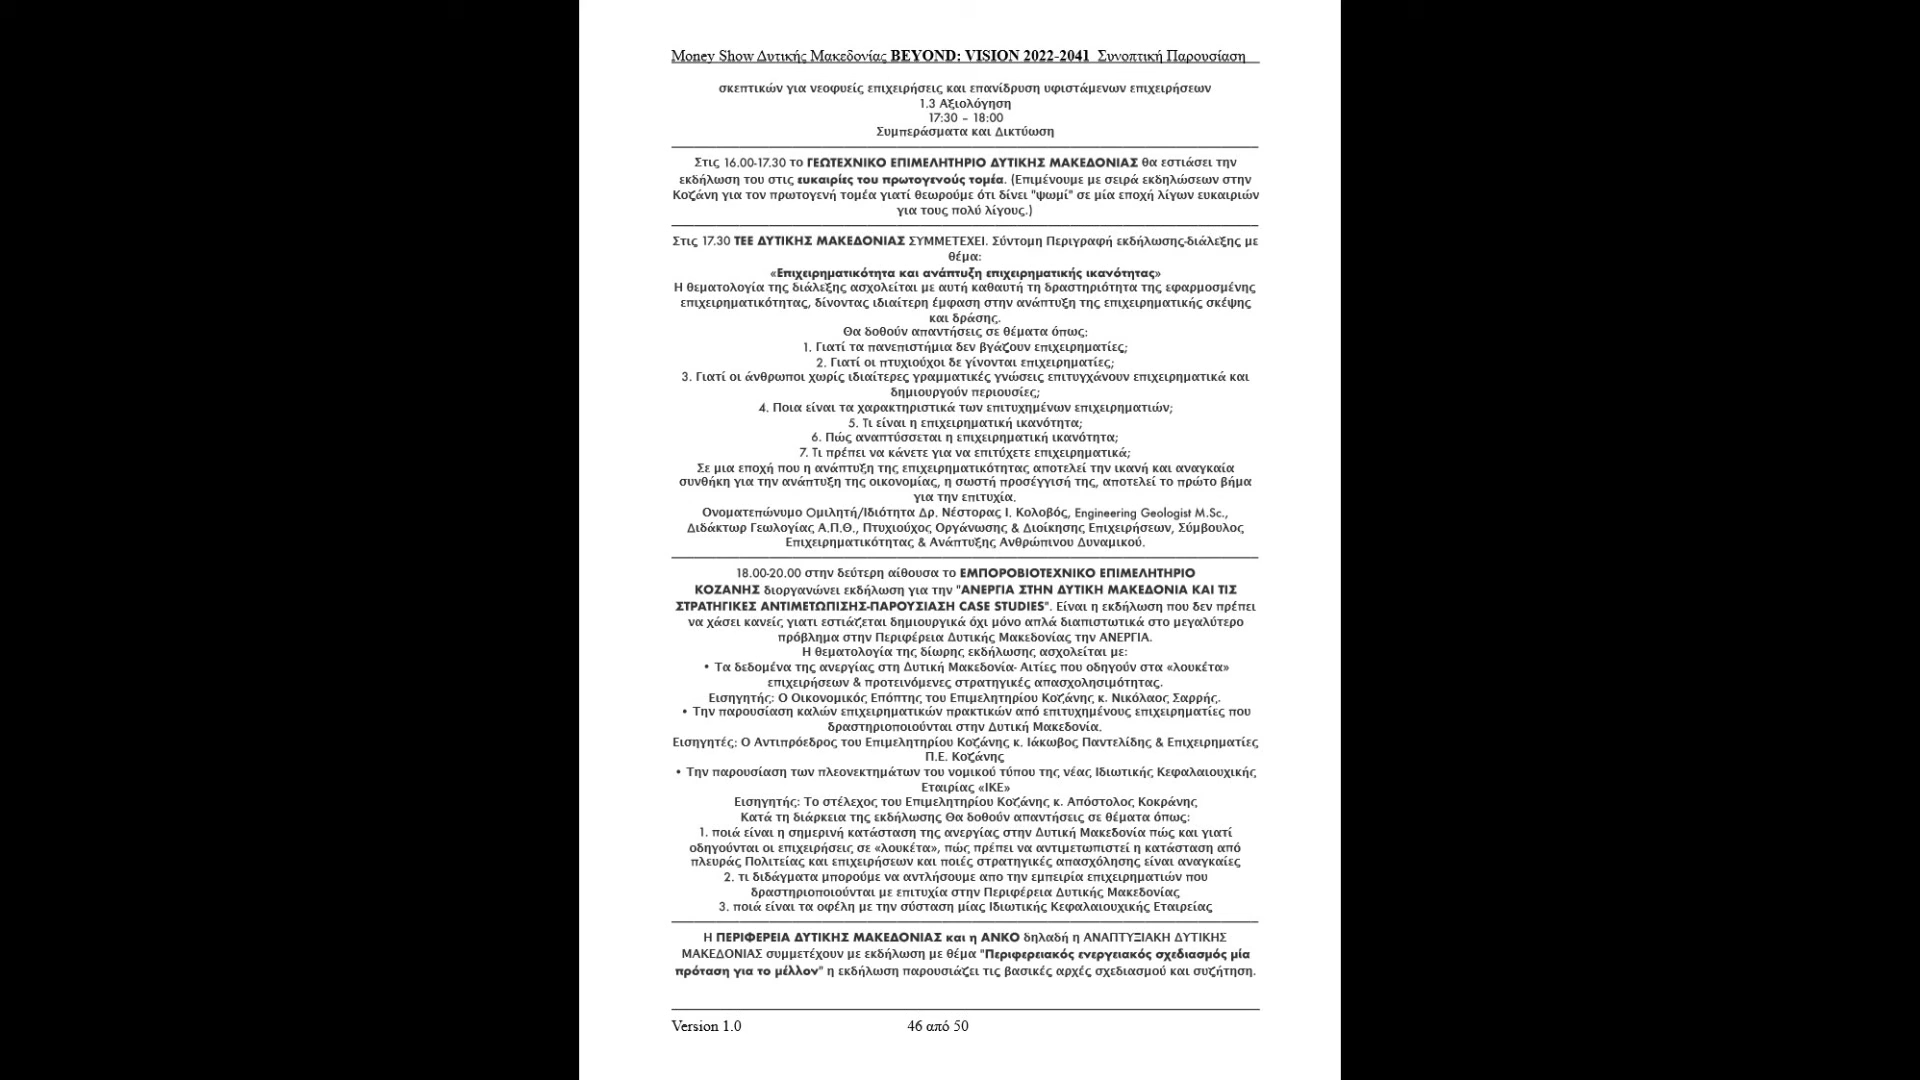 Money Show Δυτικής Μακεδονίας BEYOND: VISION 2022-2041 Συνοπτική Παρουσίαση
σκεπτικών για νεοφυείς επιχειρήσεις και επανίδρυση υφιστάμενων επιχειρήσεων
1.3 Αξιολόγηση
17:30 – 18:00
Συμπεράσματα και Δικτύωση
Στις 16.00-17.30 το ΓΕΩΤΕΧΝΙΚΟ ΕΠΙΜΕΛΗΤΗΡΙΟ ΔΥΤΙΚΗΣ ΜΑΚΕΔΟΝΙΑΣ θα εστιάσει την
εκδήλωση του στις ευκαιρίες του πρωτογενούς τομέα. (Επιμένουμε με σειρά εκδηλώσεων στην
Κοζάνη για τον πρωτογενή τομέα γιατί θεωρούμε ότι δίνει "ψωμί" σε μία εποχή λίγων ευκαιριών
για τους πολύ λίγους.)
Στις 17.30 ΤΕΕ ΔΥΤΙΚΗΣ ΜΑΚΕΔΟΝΙΑΣ ΣΥΜΜΕΤΕΧΕΙ. Σύντομη Περιγραφή εκδήλωσης-διάλεξης με
θέμα:
«Επιχειρηματικότητα και ανάπτυξη επιχειρηματικής ικανότητας»
Η θεματολογία της διάλεξης ασχολείται με αυτή καθαυτή τη δραστηριότητα της εφαρμοσμένης
επιχειρηματικότητας, δίνοντας ιδιαίτερη έμφαση στην ανάπτυξη της επιχειρηματικής σκέψης
και δράσης.
Θα δοθούν απαντήσεις σε θέματα όπως:
1. Γιατί τα πανεπιστήμια δεν βγάζουν επιχειρηματίες;
2. Γιατί οι πτυχιούχοι δε γίνονται επιχειρηματίες;
3. Γιατί οι άνθρωποι χωρίς ιδιαίτερες γραμματικές γνώσεις επιτυγχάνουν επιχειρηματικά και
δημιουργούν περιουσίες;
4. Ποια είναι τα χαρακτηριστικά των επιτυχημένων επιχειρηματιών;
5. Τι είναι η επιχειρηματική ικανότητα;
6. Πώς αναπτύσσεται η επιχειρηματική ικανότητα;
7. Τι πρέπει να κάνετε για να επιτύχετε επιχειρηματικά;
Σε μια εποχή που η ανάπτυξη της επιχειρηματικότητας αποτελεί την ικανή και αναγκαία
συνθήκη για την ανάπτυξη της οικονομίας, η σωστή προσέγγισή της, αποτελεί το πρώτο βήμα
για την επιτυχία.
Ονοματεπώνυμο Ομιλητή/Ιδιότητα Δρ. Νέστορας Ι. Κολοβός, Engineering Geologist M.Sc.,
Διδάκτωρ Γεωλογίας Α.Π.Θ., Πτυχιούχος Οργάνωσης & Διοίκησης Επιχειρήσεων, Σύμβουλος
Επιχειρηματικότητας & Ανάπτυξης Ανθρώπινου Δυναμικού.
18.00-20.00 στην δεύτερη αίθουσα το ΕΜΠΟΡΟΒΙΟΤΕΧΝΙΚΟ ΕΠΙΜΕΛΗΤΗΡΙΟ
ΚΟΖΑΝΗΣ διοργανώνει εκδήλωση για την "ΑΝΕΡΓΙΑ ΣΤΗΝ ΔΥΤΙΚΗ ΜΑΚΕΔΟΝΙΑ ΚΑΙ ΤΙΣ
ΣΤΡΑΤΗΓΙΚΕΣ ΑΝΤΙΜΕΤΩΠΙΣΗΣ-ΠΑΡΟΥΣΙΑΣΗ CASE STUDIES". Είναι η εκδήλωση που δεν πρέπει
να χάσει κανείς γιατι εστιάζεται δημιουργικά όχι μόνο απλά διαπιστωτικά στο μεγαλύτερο
πρόβλημα στην Περιφέρεια Δυτικής Μακεδονίας την ΑΝΕΡΓΙΑ.
Η θεματολογία της δίωρης εκδήλωσης ασχολείται με:
• Τα δεδομένα της ανεργίας στη Δυτική Μακεδονία- Αιτίες που οδηγούν στα «λουκέτα»
επιχειρήσεων & προτεινόμενες στρατηγικές απασχολησιμότητας.
Εισηγητής: Ο Οικονομικός Επόπτης του Επιμελητηρίου Κοζάνης κ. Νικόλαος Σαρρής.
• Την παρουσίαση καλών επιχειρηματικών πρακτικών από επιτυχημένους επιχειρηματίες που
δραστηριοποιούνται στην Δυτική Μακεδονία.
Εισηγητές: Ο Αντιπρόεδρος του Επιμελητηρίου Κοζάνης κ. Ιάκωβος Παντελίδης & Επιχειρηματίες
Π.Ε. Κοζάνης
• Την παρουσίαση των πλεονεκτημάτων του νομικού τύπου της νέας Ιδιωτικής Κεφαλαιουχικής
Εταιρίας «ΙΚΕ»
Εισηγητής: Το στέλεχος του Επιμελητηρίου Κοζάνης κ. Απόστολος Κοκράνης
Κατά τη διάρκεια της εκδήλωσης Θα δοθούν απαντήσεις σε θέματα όπως:
1. ποιά είναι η σημερινή κατάσταση της ανεργίας στην Δυτική Μακεδονία πώς και γιατί
οδηγούνται οι επιχειρήσεις σε «λουκέτα», πώς πρέπει να αντιμετωπιστεί η κατάσταση από
πλευράς Πολιτείας και επιχειρήσεων και ποιές στρατηγικές απασχόλησης είναι αναγκαίες
2. τι διδάγματα μπορούμε να αντλήσουμε απο την εμπειρία επιχειρηματιών που
δραστηριοποιούνται με επιτυχία στην Περιφέρεια Δυτικής Μακεδονίας
3. ποιά είναι τα οφέλη με την σύσταση μίας Ιδιωτικής Κεφαλαιουχικής Εταιρείας
Η ΠΕΡΙΦΕΡΕΙΑ ΔΥΤΙΚΗΣ ΜΑΚΕΔΟΝΙΑΣ και η ΑΝΚΟ δηλαδή η ΑΝΑΠΤΥΞΙΑΚΗ ΔΥΤΙΚΗΣ
ΜΑΚΕΔΟΝΙΑΣ συμμετέχουν με εκδήλωση με θέμα "Περιφερειακός ενεργειακός σχεδιασμός μία
πρόταση για το μέλλον" η εκδήλωση παρουσιάζει τις βασικές αρχές σχεδιασμού και συζήτηση.
Version 1.0 46 από 50